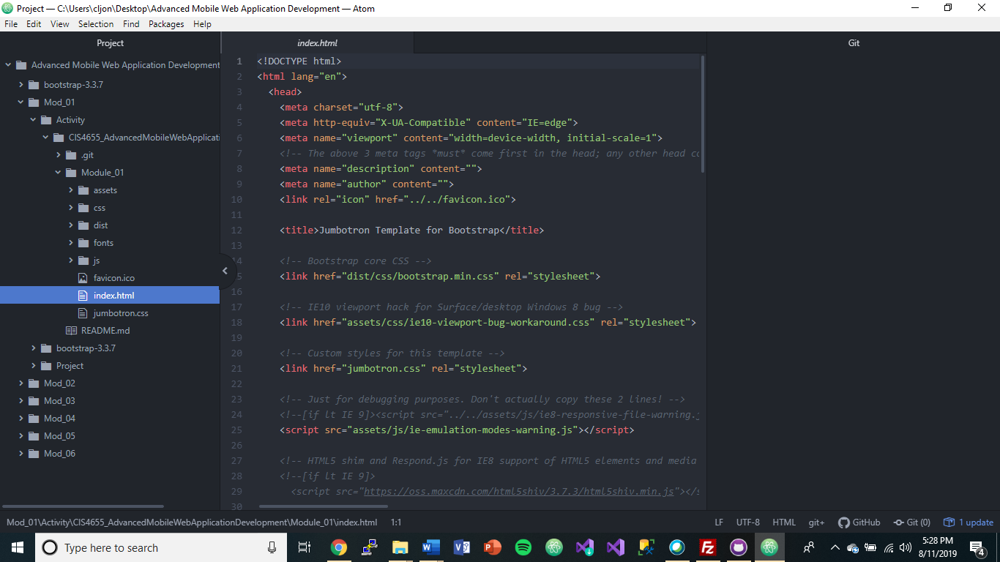 Project — C:\Users\cljon\Desktop\Advanced Mobile Web Application Development — Atom
File Edit View Selection Find Packages Help
Project
Advanced Mobile Web Application Development
bootstrap-3.3.7
Mod_01
Activity
CIS4655_AdvancedMobileWebApplicati
.git
Module_01
assets
css
dist
fonts
js
favicon.ico
index.html
jumbotron.css
README.md
bootstrap-3.3.7
Project
Mod_02
Mod_03
Mod_04
Mod_05
Mod_06
index.html
1 <!DOCTYPE html>
2 <html lang="en">
3 <head>
4 <meta charset="utf-8">
5 <meta http-equiv="X-UA-Compatible" content="IE=edge">
6 <meta name="viewport" content="width=device-width, initial-scale=1">
7 <!-- The above 3 meta tags *must* come first in the head; any other head co
8 <meta name="description" content="">
9 <meta name="author" content="">
10 <link rel="icon" href="../../favicon.ico">
11
12 <title>Jumbotron Template for Bootstrap</title>
13
14 <!-- Bootstrap core CSS -->
15 <link href="dist/css/bootstrap.min.css" rel="stylesheet">
16
17 <!-- IE10 viewport hack for Surface/desktop Windows 8 bug -->
18 <link href="assets/css/ie10-viewport-bug-workaround.css" rel="stylesheet">
19
20 <!-- Custom styles for this template -->
21 <link href="jumbotron.css" rel="stylesheet">
22
23 <!-- Just for debugging purposes. Don't actually copy these 2 lines! -->
24 <!--[if lt IE 9]><script src="../../assets/js/ie8-responsive-file-warning.j
25 <script src="assets/js/ie-emulation-modes-warning.js"></script>
26
27 <!-- HTML5 shim and Respond.js for IE8 support of HTML5 elements and media
28 <!--[if lt IE 9]>
29 <script src="https://oss.maxcdn.com/html5shiv/3.7.3/html5shiv.min.js"></s
30
Git
Mod_01\Activity\CIS4655_AdvancedMobileWebApplicationDevelopment\Module_01\index.html 1:1 LF UTF-8 HTML git+ GitHub Git (0) 1 update
Type here to search
5:28 PM
8/11/2019
4